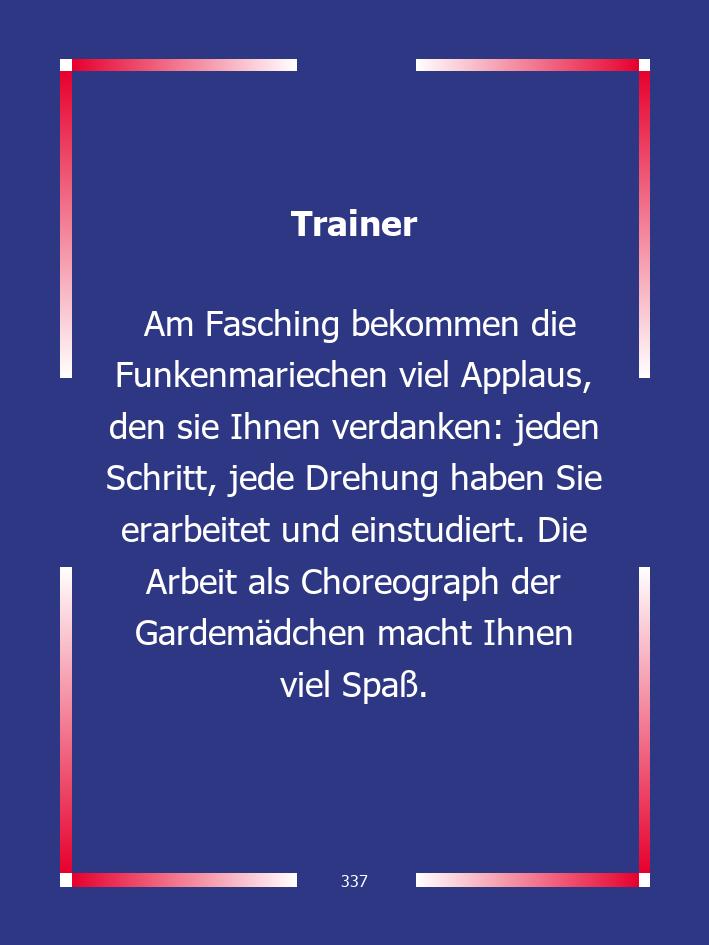 Trainer
Am Fasching bekommen die
Funkenmariechen viel Applaus,
den sie Ihnen verdanken: jeden
Schritt, jede Drehung haben Sie
erarbeitet und einstudiert. Die
Arbeit als Choreograph der
Gardemädchen macht Ihnen
viel Spaß.
337